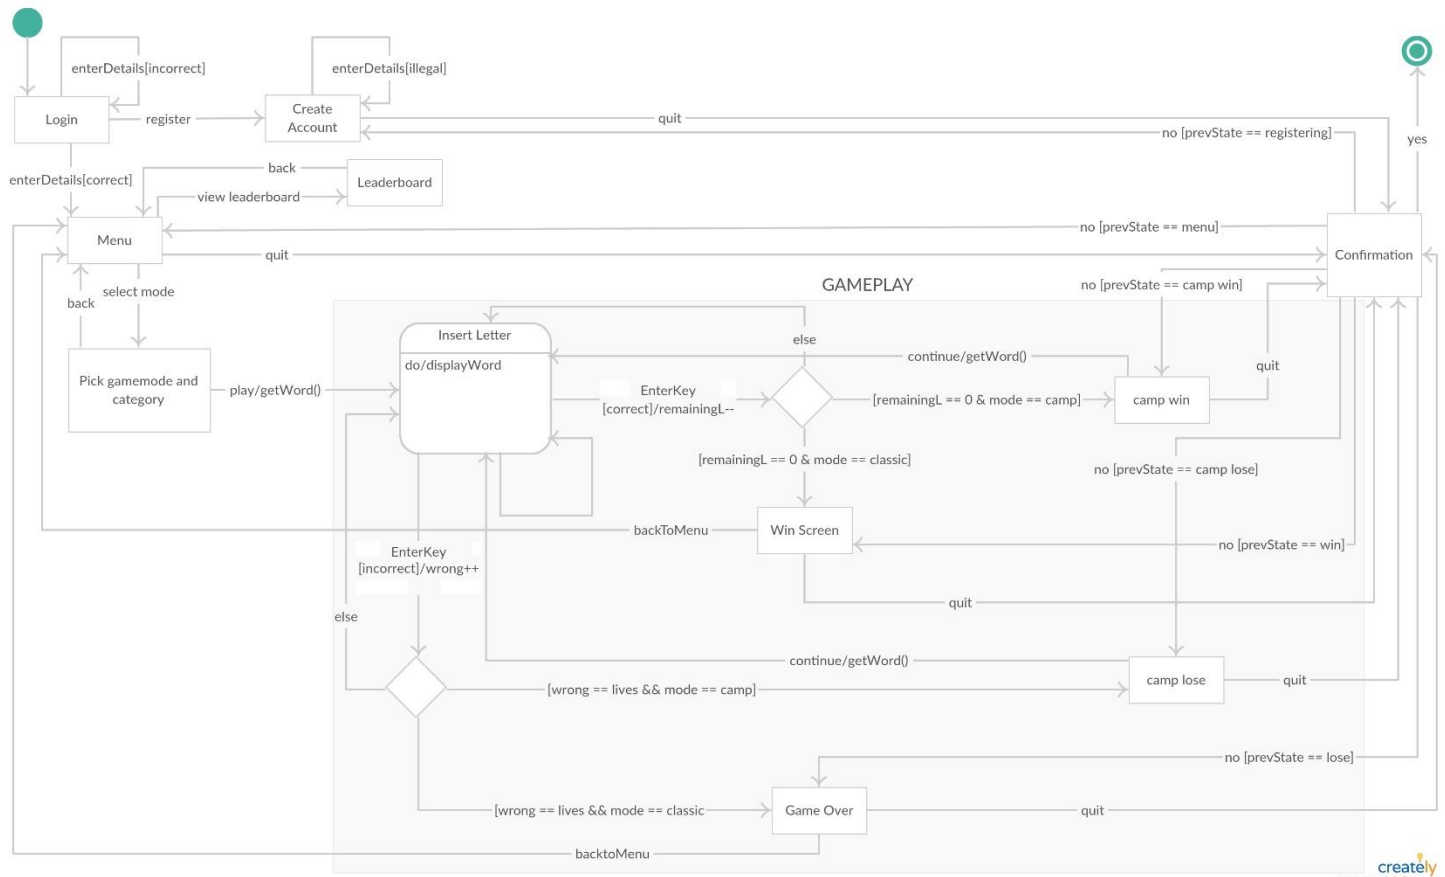 enterDetails[incorrect]
enterDetails[illegal]
Login
register
Create
Account
quit
no [prevState == registering]
yes
enterDetails[correct]
back
Leaderboard
view leaderboard
Menu
no [prevState == menu]
quit
Confirmation
select mode
back
GAMEPLAY
no [prevState == camp win]
Insert Letter
else
do/displayWord
continue/getWord()
quit
Pick gamemode and
category
play/getWord()
EnterKey
[correct]/remainingL--
[remainingL == 0 & mode == camp]
camp win
[remainingL == 0 & mode == classic]
no [prevState == camp lose]
backToMenu
Win Screen
no [prevState == win]
EnterKey
[incorrect]/wrong++
quit
else
continue/getWord()
[wrong == lives && mode == camp]
camp lose
quit
no [prevState == lose]
[wrong == lives && mode == classic
Game Over
quit
backtoMenu
creately